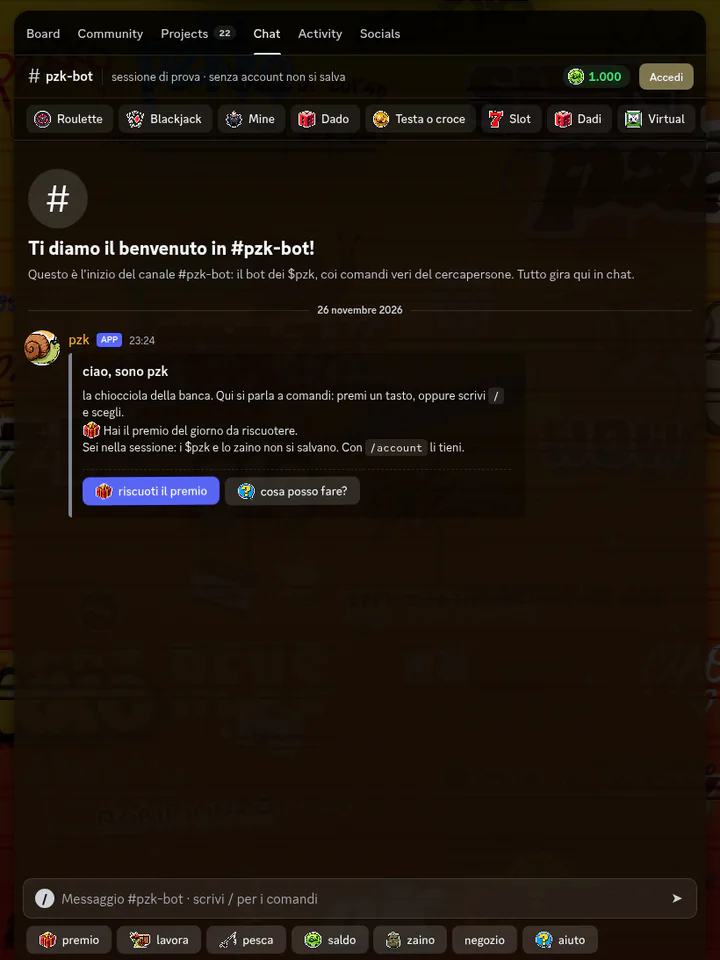 Board Community Projects 22 Chat Activity Socials
# pzk-bot sessione di prova · senza account non si salva 1.000 Accedi
Roulette Blackjack Mine Dado Testa o croce Slot Dadi Virtual
#
Ti diamo il benvenuto in #pzk-bot!
Questo è l'inizio del canale #pzk-bot: il bot dei $pzk, coi comandi veri del cercapersone. Tutto gira qui in chat.
26 novembre 2026
pzk APP 23:24
ciao, sono pzk
la chiocciola della banca. Qui si parla a comandi: premi un tasto, oppure scrivi /
e scegli.
Hai il premio del giorno da riscuotere.
Sei nella sessione: i $pzk e lo zaino non si salvano. Con /account li tieni.
riscuoti il premio cosa posso fare?
/ Messaggio #pzk-bot · scrivi / per i comandi
premio lavora pesca saldo zaino negozio aiuto